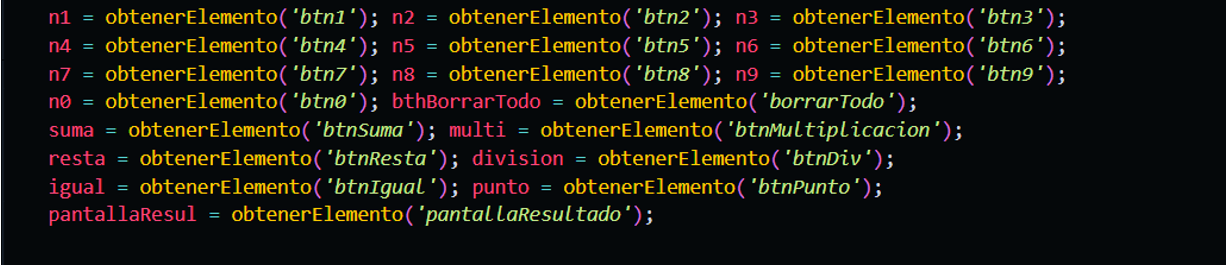 n1 = obtenerElemento('btn1'); n2 = obtenerElemento('btn2'); n3 = obtenerElemento('btn3');
n4 = obtenerElemento('btn4'); n5 = obtenerElemento('btn5'); n6 = obtenerElemento('btn6');
n7 = obtenerElemento('btn7'); n8 = obtenerElemento('btn8'); n9 = obtenerElemento('btn9');
n0 = obtenerElemento('btn0'); bthBorrarTodo = obtenerElemento('borrarTodo');
suma = obtenerElemento('btnSuma'); multi = obtenerElemento('btnMultiplicacion');
resta = obtenerElemento('btnResta'); division = obtenerElemento('btnDiv');
igual = obtenerElemento('btnIgual'); punto = obtenerElemento('btnPunto');
pantallaResul = obtenerElemento('pantallaResultado');